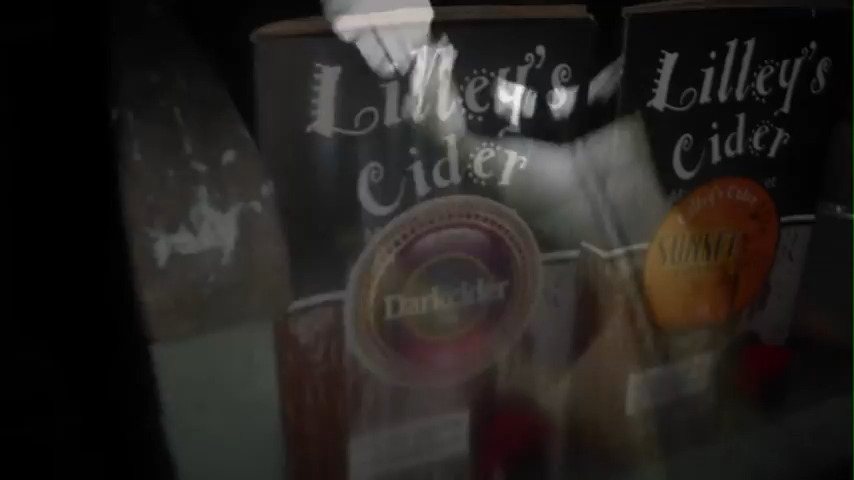 Lilley's
Cider
Darkcider
Lilley's
Cider
Lilley's Cider
SUNSET